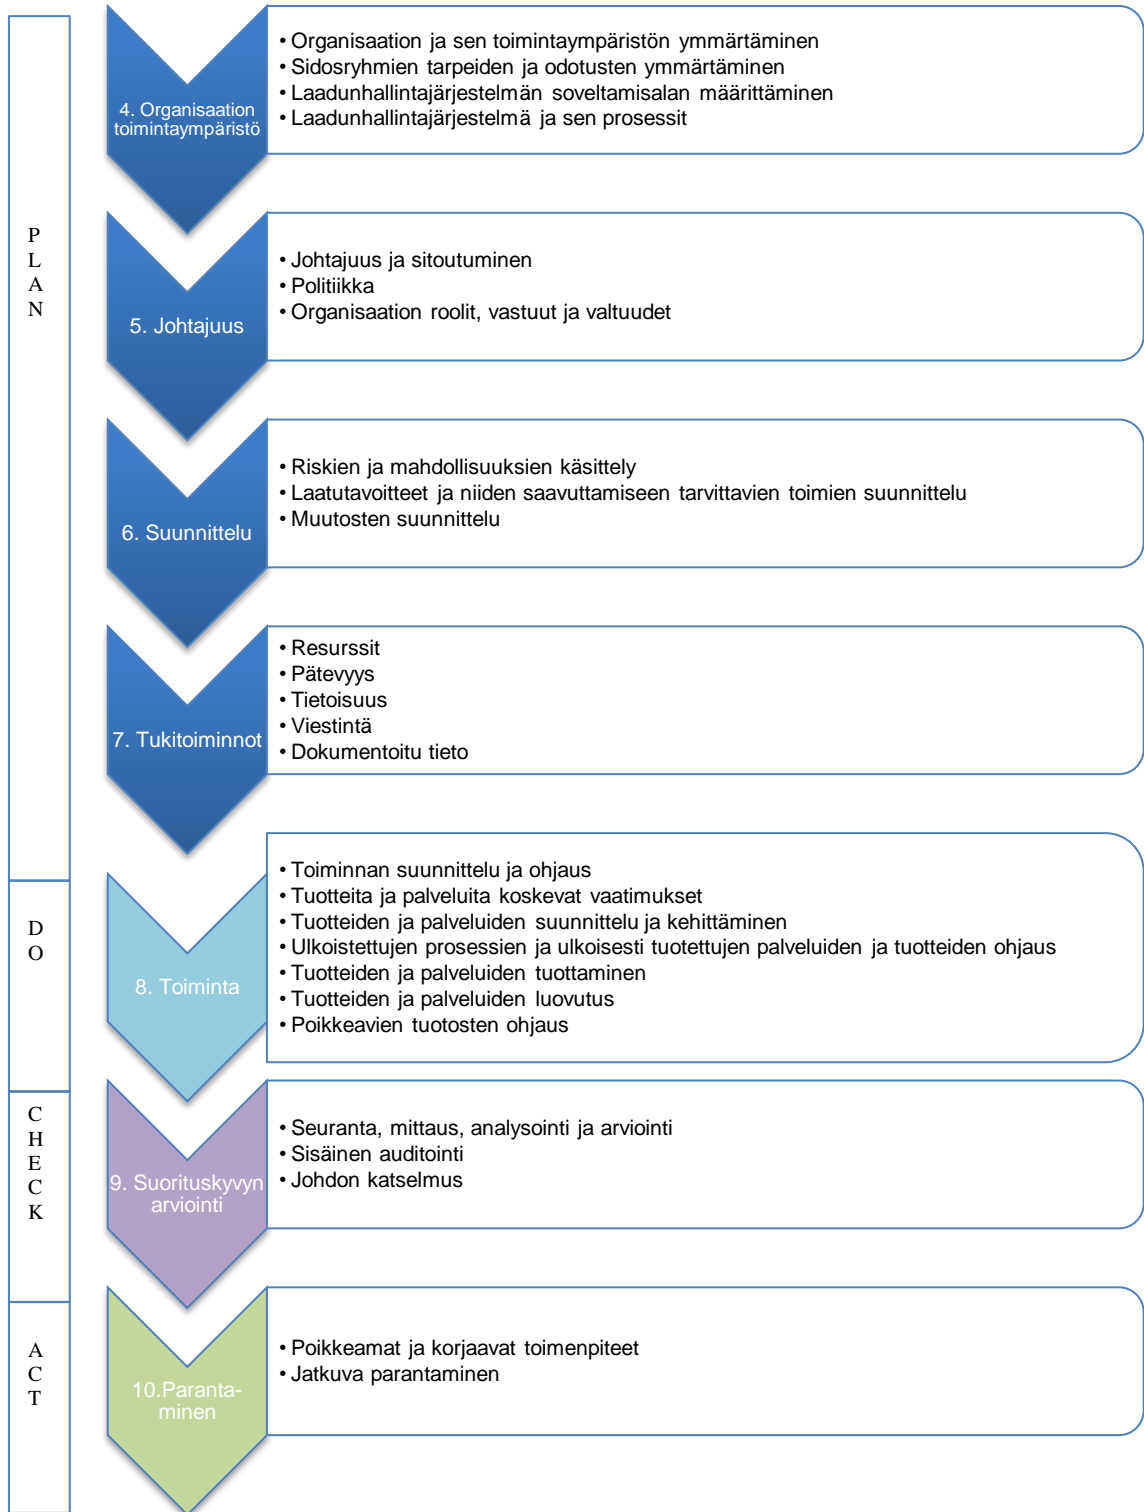 P
L
A
N
4. Organisaation
toimintaympäristö
• Organisaation ja sen toimintaympäristön ymmärtäminen
• Sidosryhmien tarpeiden ja odotusten ymmärtäminen
• Laadunhallintajärjestelmän soveltamisalan määrittäminen
• Laadunhallintajärjestelmä ja sen prosessit
5. Johtajuus
• Johtajuus ja sitoutuminen
• Politiikka
• Organisaation roolit, vastuut ja valtuudet
6. Suunnittelu
• Riskien ja mahdollisuuksien käsittely
• Laatutavoitteet ja niiden saavuttamiseen tarvittavien toimien suunnittelu
• Muutosten suunnittelu
7. Tukitoiminnot
• Resurssit
• Pätevyys
• Tietoisuus
• Viestintä
• Dokumentoitu tieto
D
O
8. Toiminta
• Toiminnan suunnittelu ja ohjaus
• Tuotteita ja palveluita koskevat vaatimukset
• Tuotteiden ja palveluiden suunnittelu ja kehittäminen
• Ulkoistettujen prosessien ja ulkoisesti tuotettujen palveluiden ja tuotteiden ohjaus
• Tuotteiden ja palveluiden tuottaminen
• Tuotteiden ja palveluiden luovutus
• Poikkeavien tuotosten ohjaus
C
H
E
C
K
9. Suorituskyvyn
arviointi
• Seuranta, mittaus, analysointi ja arviointi
• Sisäinen auditointi
• Johdon katselmus
A
C
T
10.Paranta-
minen
• Poikkeamat ja korjaavat toimenpiteet
• Jatkuva parantaminen